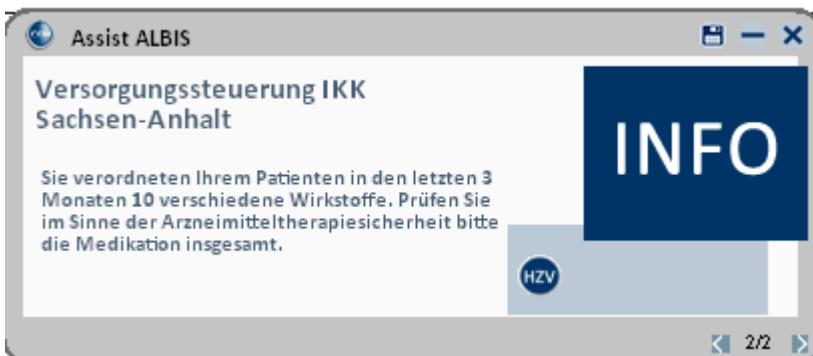 Assist ALBIS
Versorgungssteuerung IKK
Sachsen-Anhalt
INFO
Sie verordneten Ihrem Patienten in den letzten 3
Monaten 10 verschiedene Wirkstoffe. Prüfen Sie
im Sinne der Arzneimitteltherapiesicherheit bitte
die Medikation insgesamt.
HZV
2/2